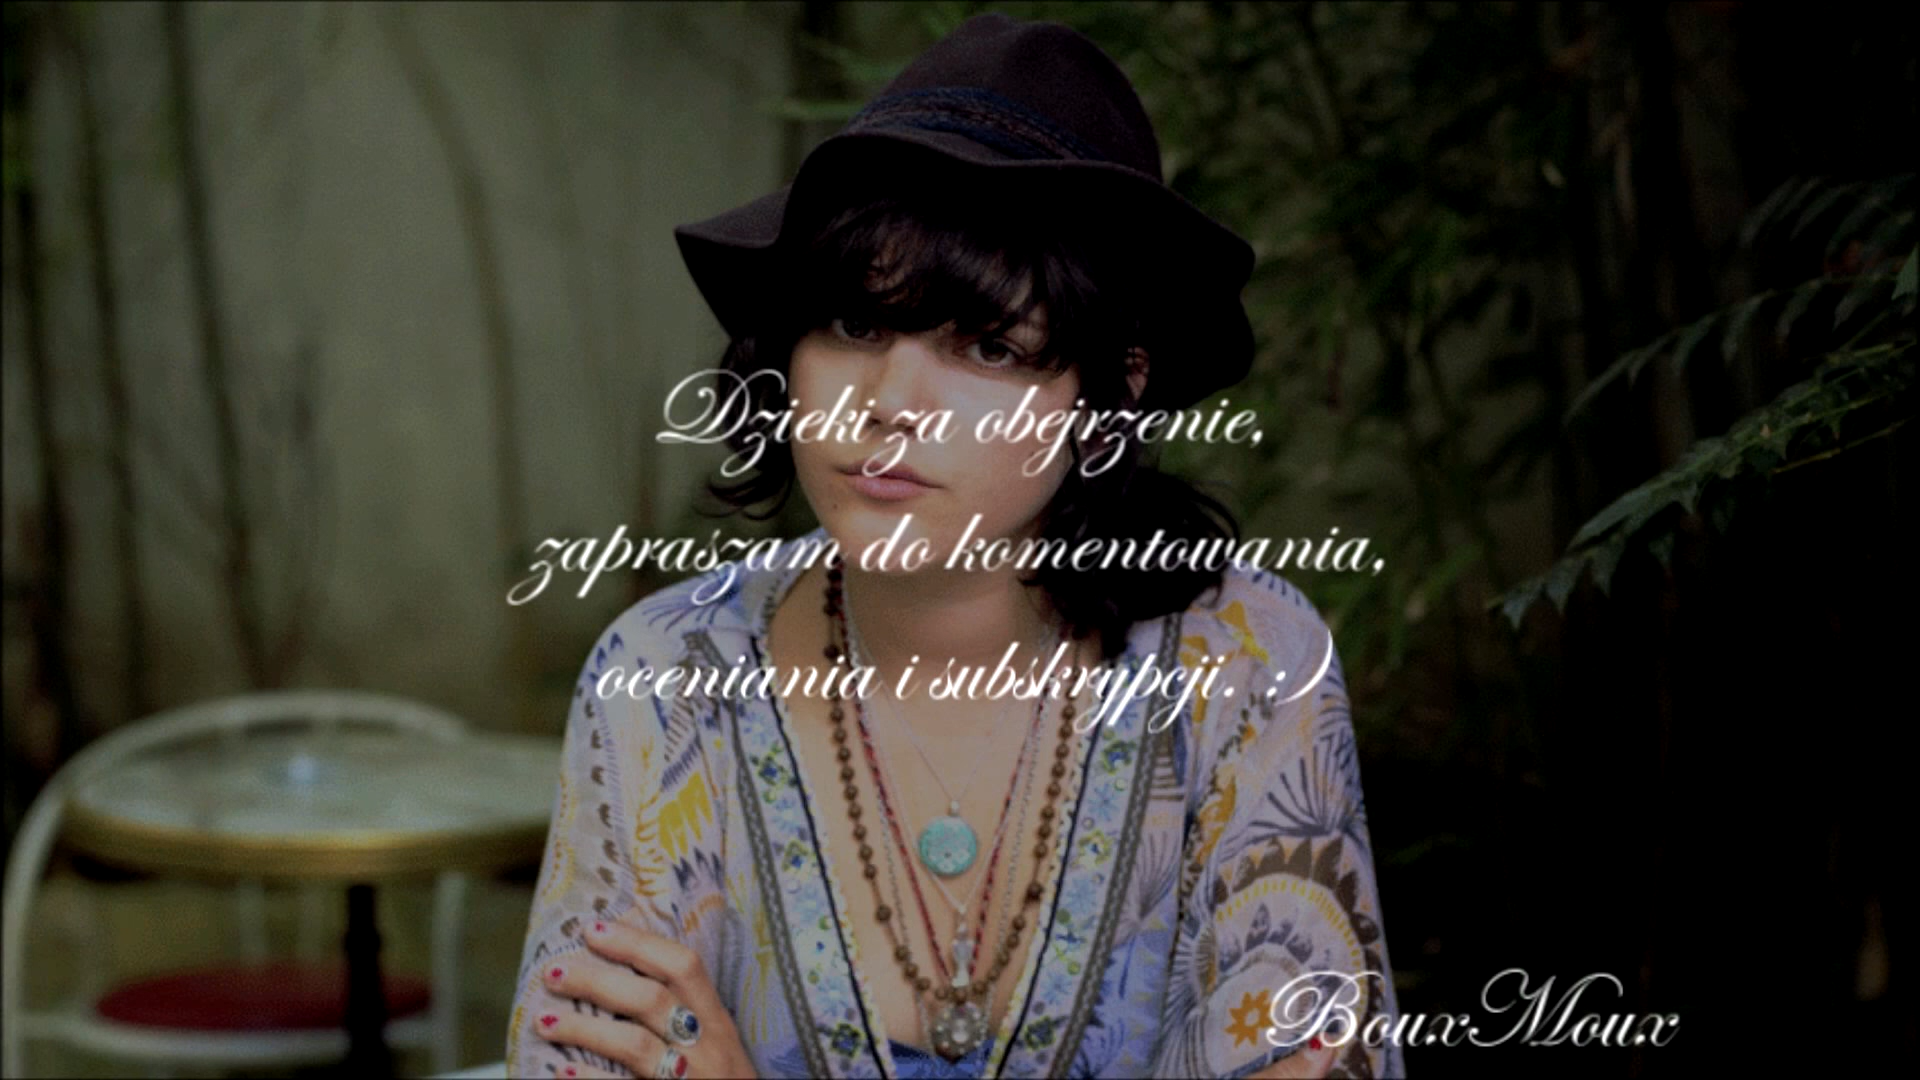 Dzieki za obejrzenie,
zapraszam do komentowania,
oceniania i subskrypcji. :)
BouxMoux